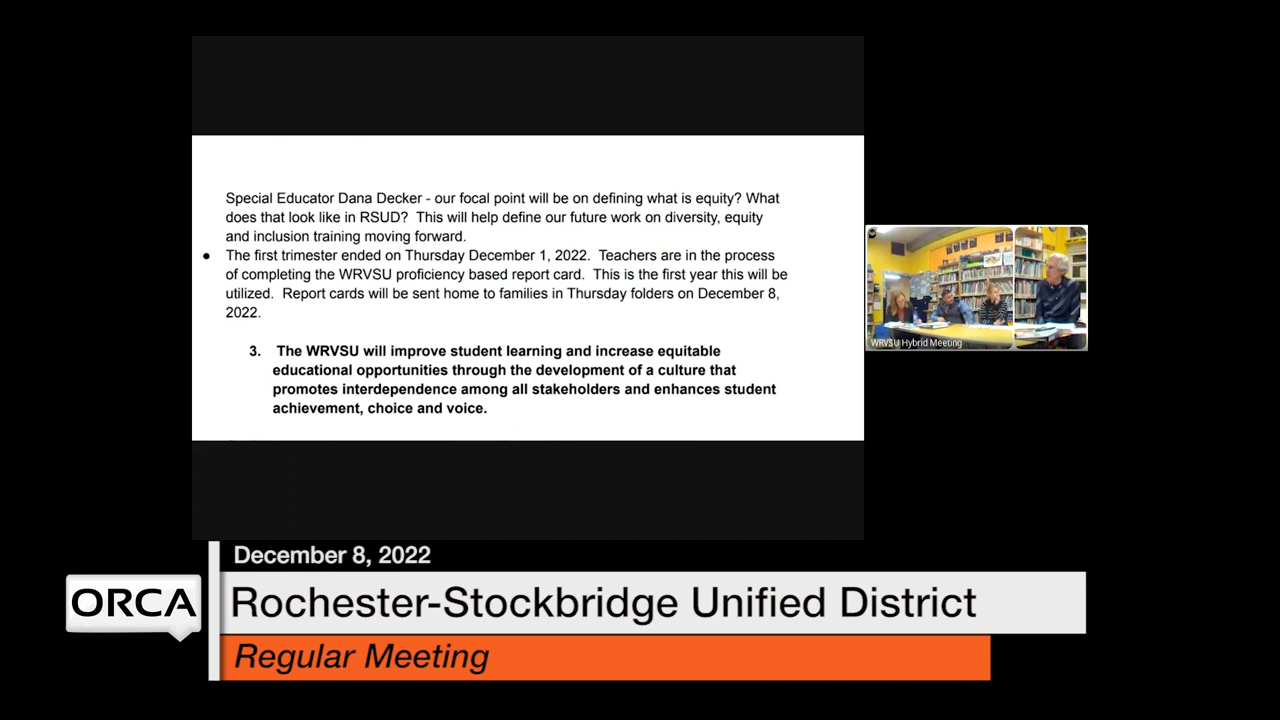 Special Educator Dana Decker - our focal point will be on defining what is equity? What
does that look like in RSUD? This will help define our future work on diversity, equity
and inclusion training moving forward.
● The first trimester ended on Thursday December 1, 2022. Teachers are in the process
of completing the WRVSU proficiency based report card. This is the first year this will be
utilized. Report cards will be sent home to families in Thursday folders on December 8,
2022.
3. The WRVSU will improve student learning and increase equitable
educational opportunities through the development of a culture that
promotes interdependence among all stakeholders and enhances student
achievement, choice and voice.
WRVSU Hybrid Meeting
December 8, 2022
ORCA
Rochester-Stockbridge Unified District
Regular Meeting